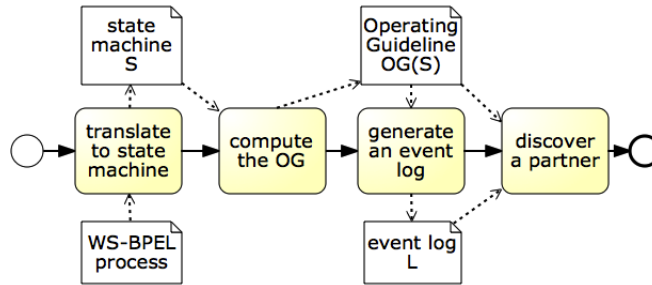 state
machine
S
Operating
Guideline
OG(S)
translate
to state
machine
compute
the OG
generate
an event
log
discover
a partner
WS-BPEL
process
event log
L